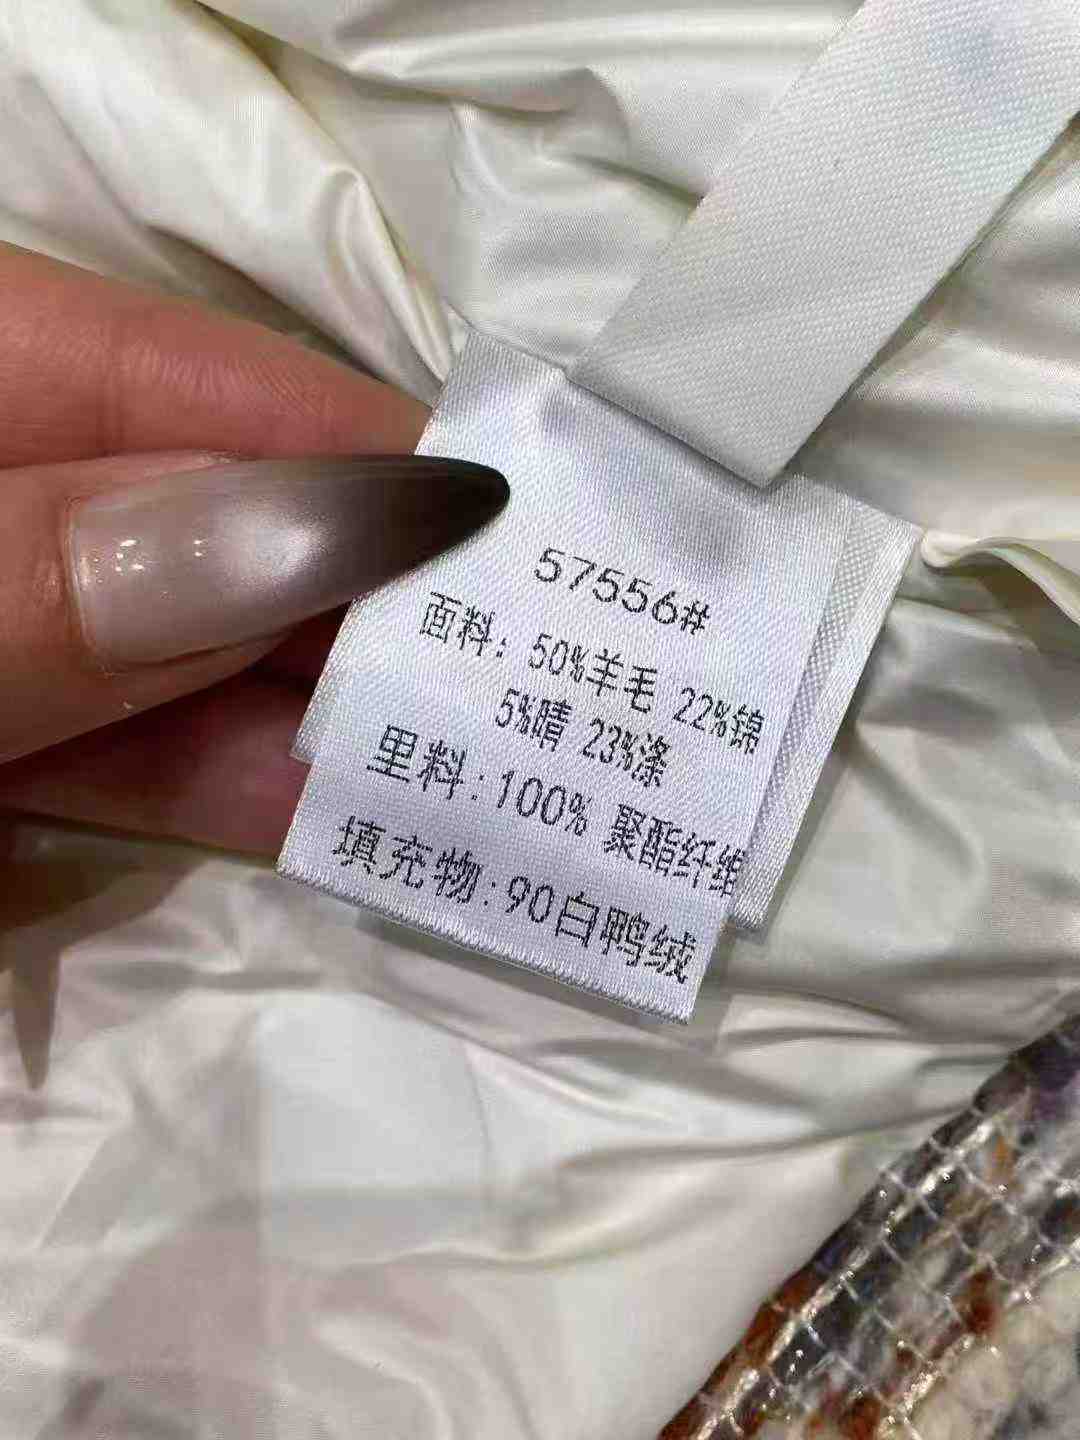 57556#
面料: 50%羊毛 22%锦
5%晴 23%涤
里料: 100% 聚酯纤维
填充物: 90白鸭绒